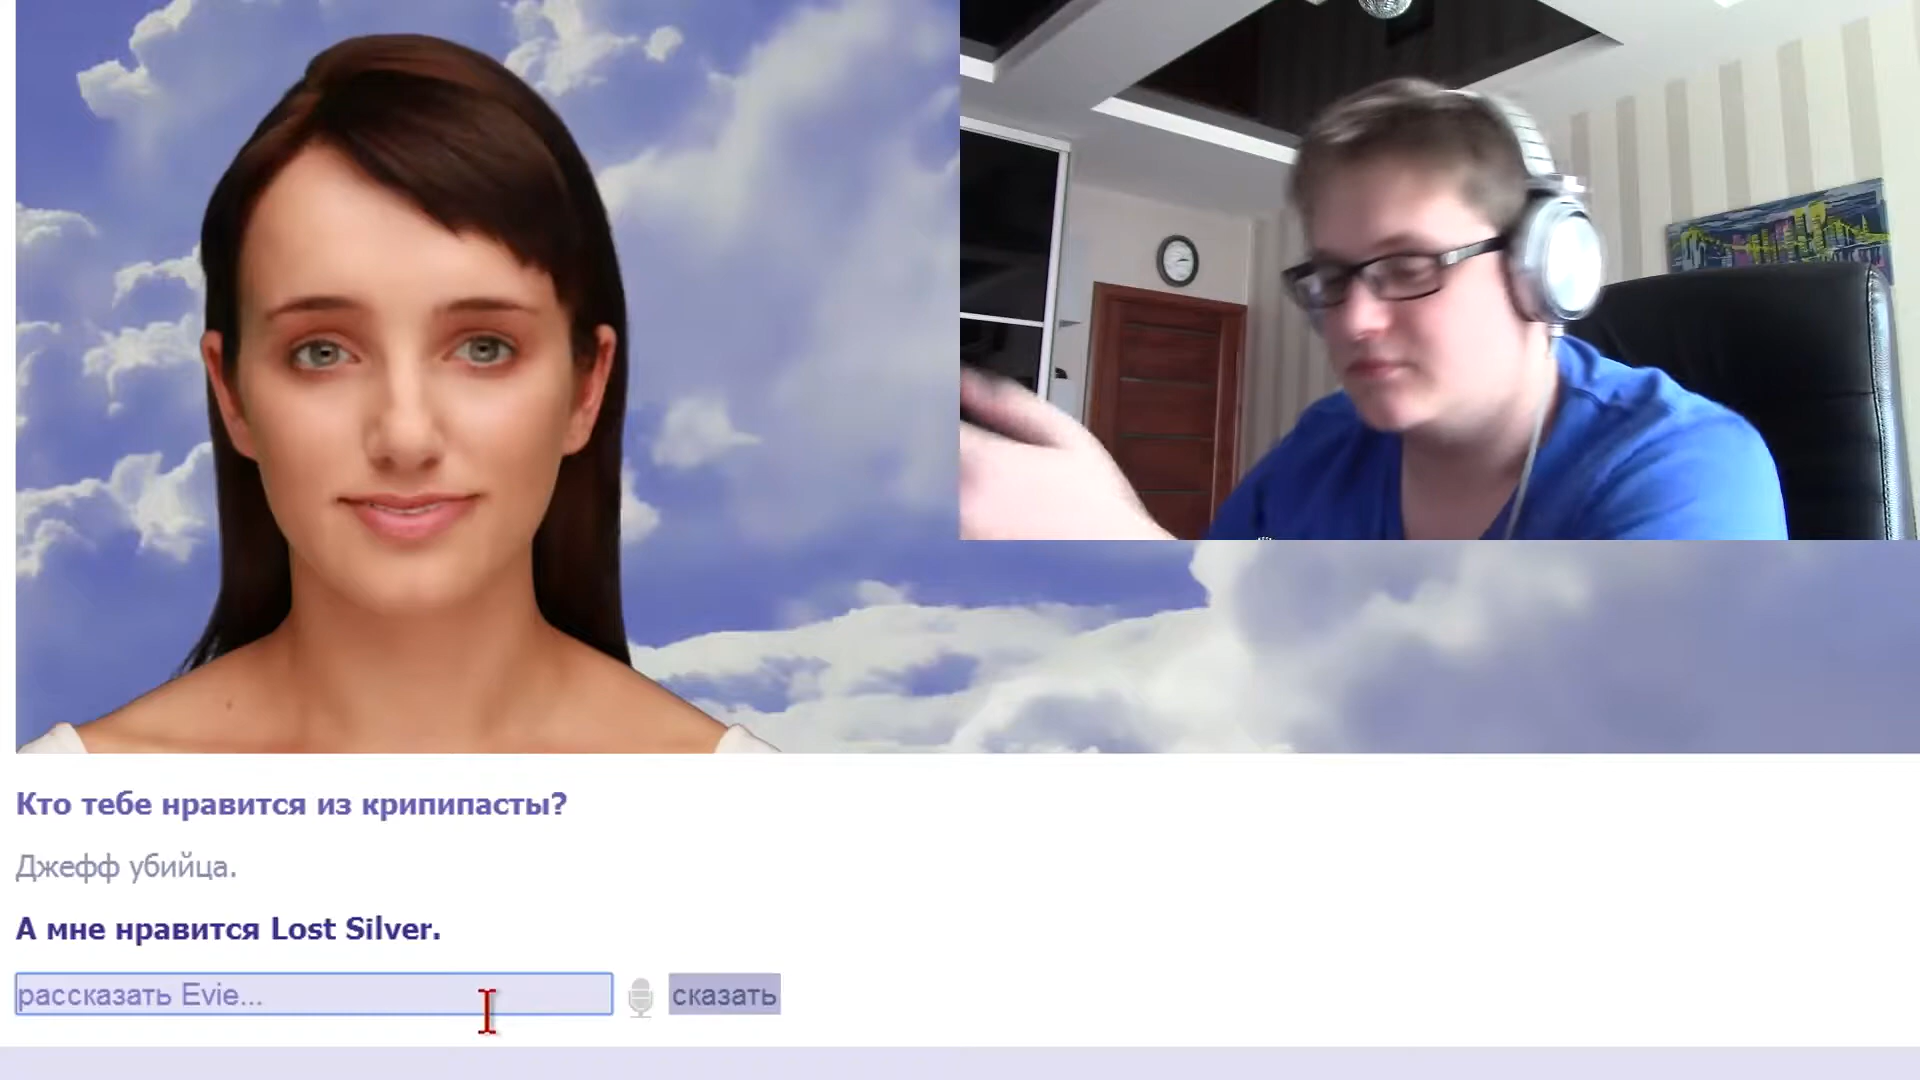 Кто тебе нравится из крипипасты?
Джефф убийца.
А мне нравится Lost Silver.
рассказать Evie...
сказать